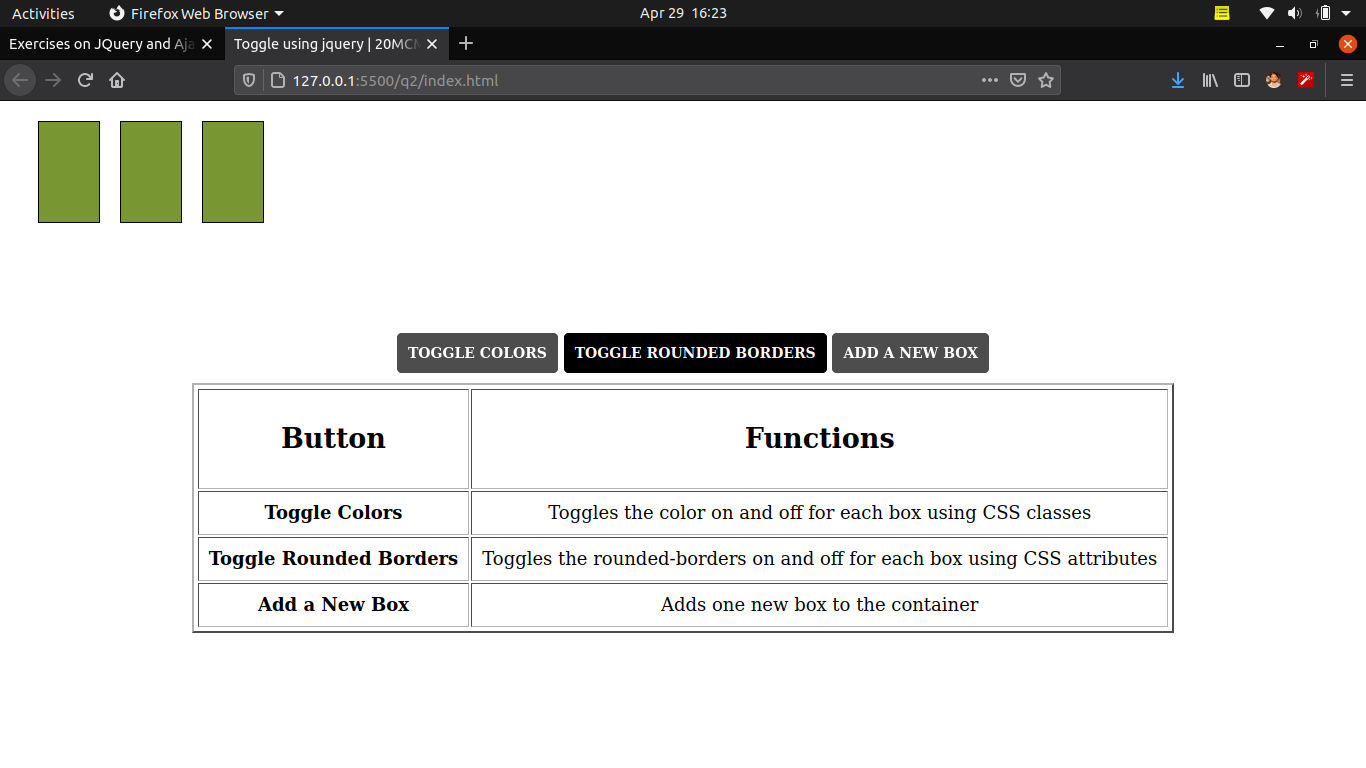 Activities Firefox Web Browser Apr 29 16:23
Exercises on JQuery and Aja Toggle using jquery | 20MCM
127.0.0.1:5500/q2/index.html
TOGGLE COLORS TOGGLE ROUNDED BORDERS ADD A NEW BOX
Button Functions
Toggle Colors Toggles the color on and off for each box using CSS classes
Toggle Rounded Borders Toggles the rounded-borders on and off for each box using CSS attributes
Add a New Box Adds one new box to the container